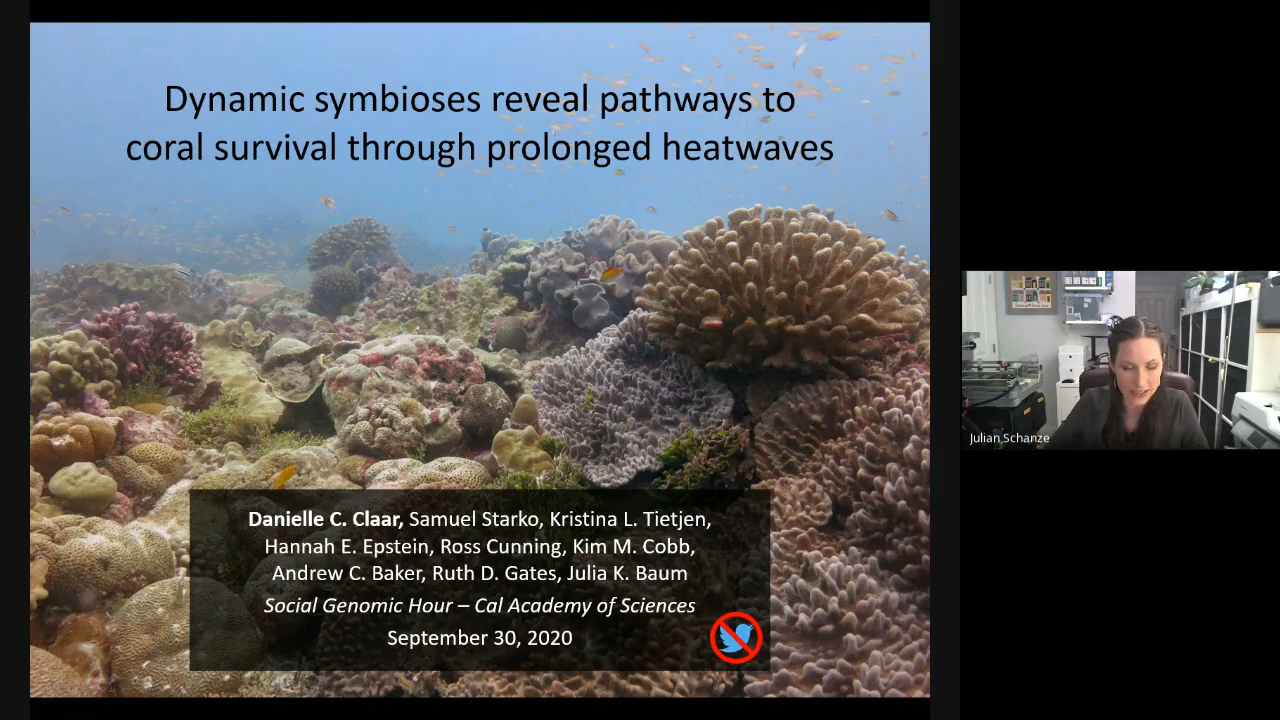 Dynamic symbioses reveal pathways to
coral survival through prolonged heatwaves
Danielle C. Claar, Samuel Starko, Kristina L. Tietjen,
Hannah E. Epstein, Ross Cunning, Kim M. Cobb,
Andrew C. Baker, Ruth D. Gates, Julia K. Baum
Social Genomic Hour – Cal Academy of Sciences
September 30, 2020
Julian Schanze